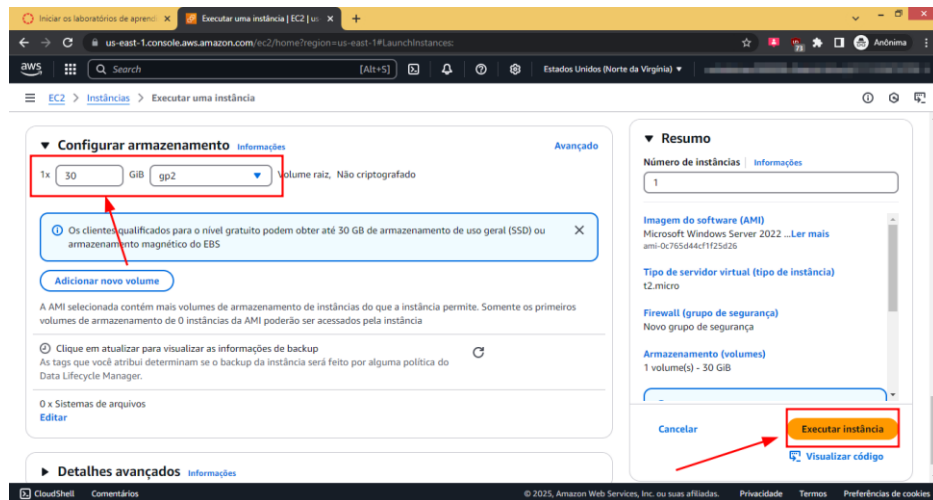 Iniciar os laboratórios de aprend
Executar uma instância | EC2 | us-
us-east-1.console.aws.amazon.com/ec2/home?region=us-east-1#LaunchInstances:
Anônima
aws
Search
[Alt+S]
Estados Unidos (Norte da Virgínia)
EC2 > Instâncias > Executar uma instância
Configurar armazenamento Informações
Avançado
1x 30 GiB gp2 Volume raiz, Não criptografado
Os clientes qualificados para o nível gratuito podem obter até 30 GB de armazenamento de uso geral (SSD) ou
armazenamento magnético do EBS
Adicionar novo volume
A AMI selecionada contém mais volumes de armazenamento de instâncias do que a instância permite. Somente os primeiros
volumes de armazenamento de 0 instâncias da AMI poderão ser acessados pela instância
Clique em atualizar para visualizar as informações de backup
As tags que você atribui determinam se o backup da instância será feito por alguma política do
Data Lifecycle Manager.
0 x Sistemas de arquivos
Editar
Detalhes avançados Informações
Resumo
Número de instâncias | Informações
1
Imagem do software (AMI)
Microsoft Windows Server 2022 ...Ler mais
ami-0c765d44cf1f25d26
Tipo de servidor virtual (tipo de instância)
t2.micro
Firewall (grupo de segurança)
Novo grupo de segurança
Armazenamento (volumes)
1 volume(s) - 30 GiB
Cancelar
Executar instância
Visualizar código
CloudShell Comentários
© 2025, Amazon Web Services, Inc. ou suas afiliadas. Privacidade Termos Preferências de cookies